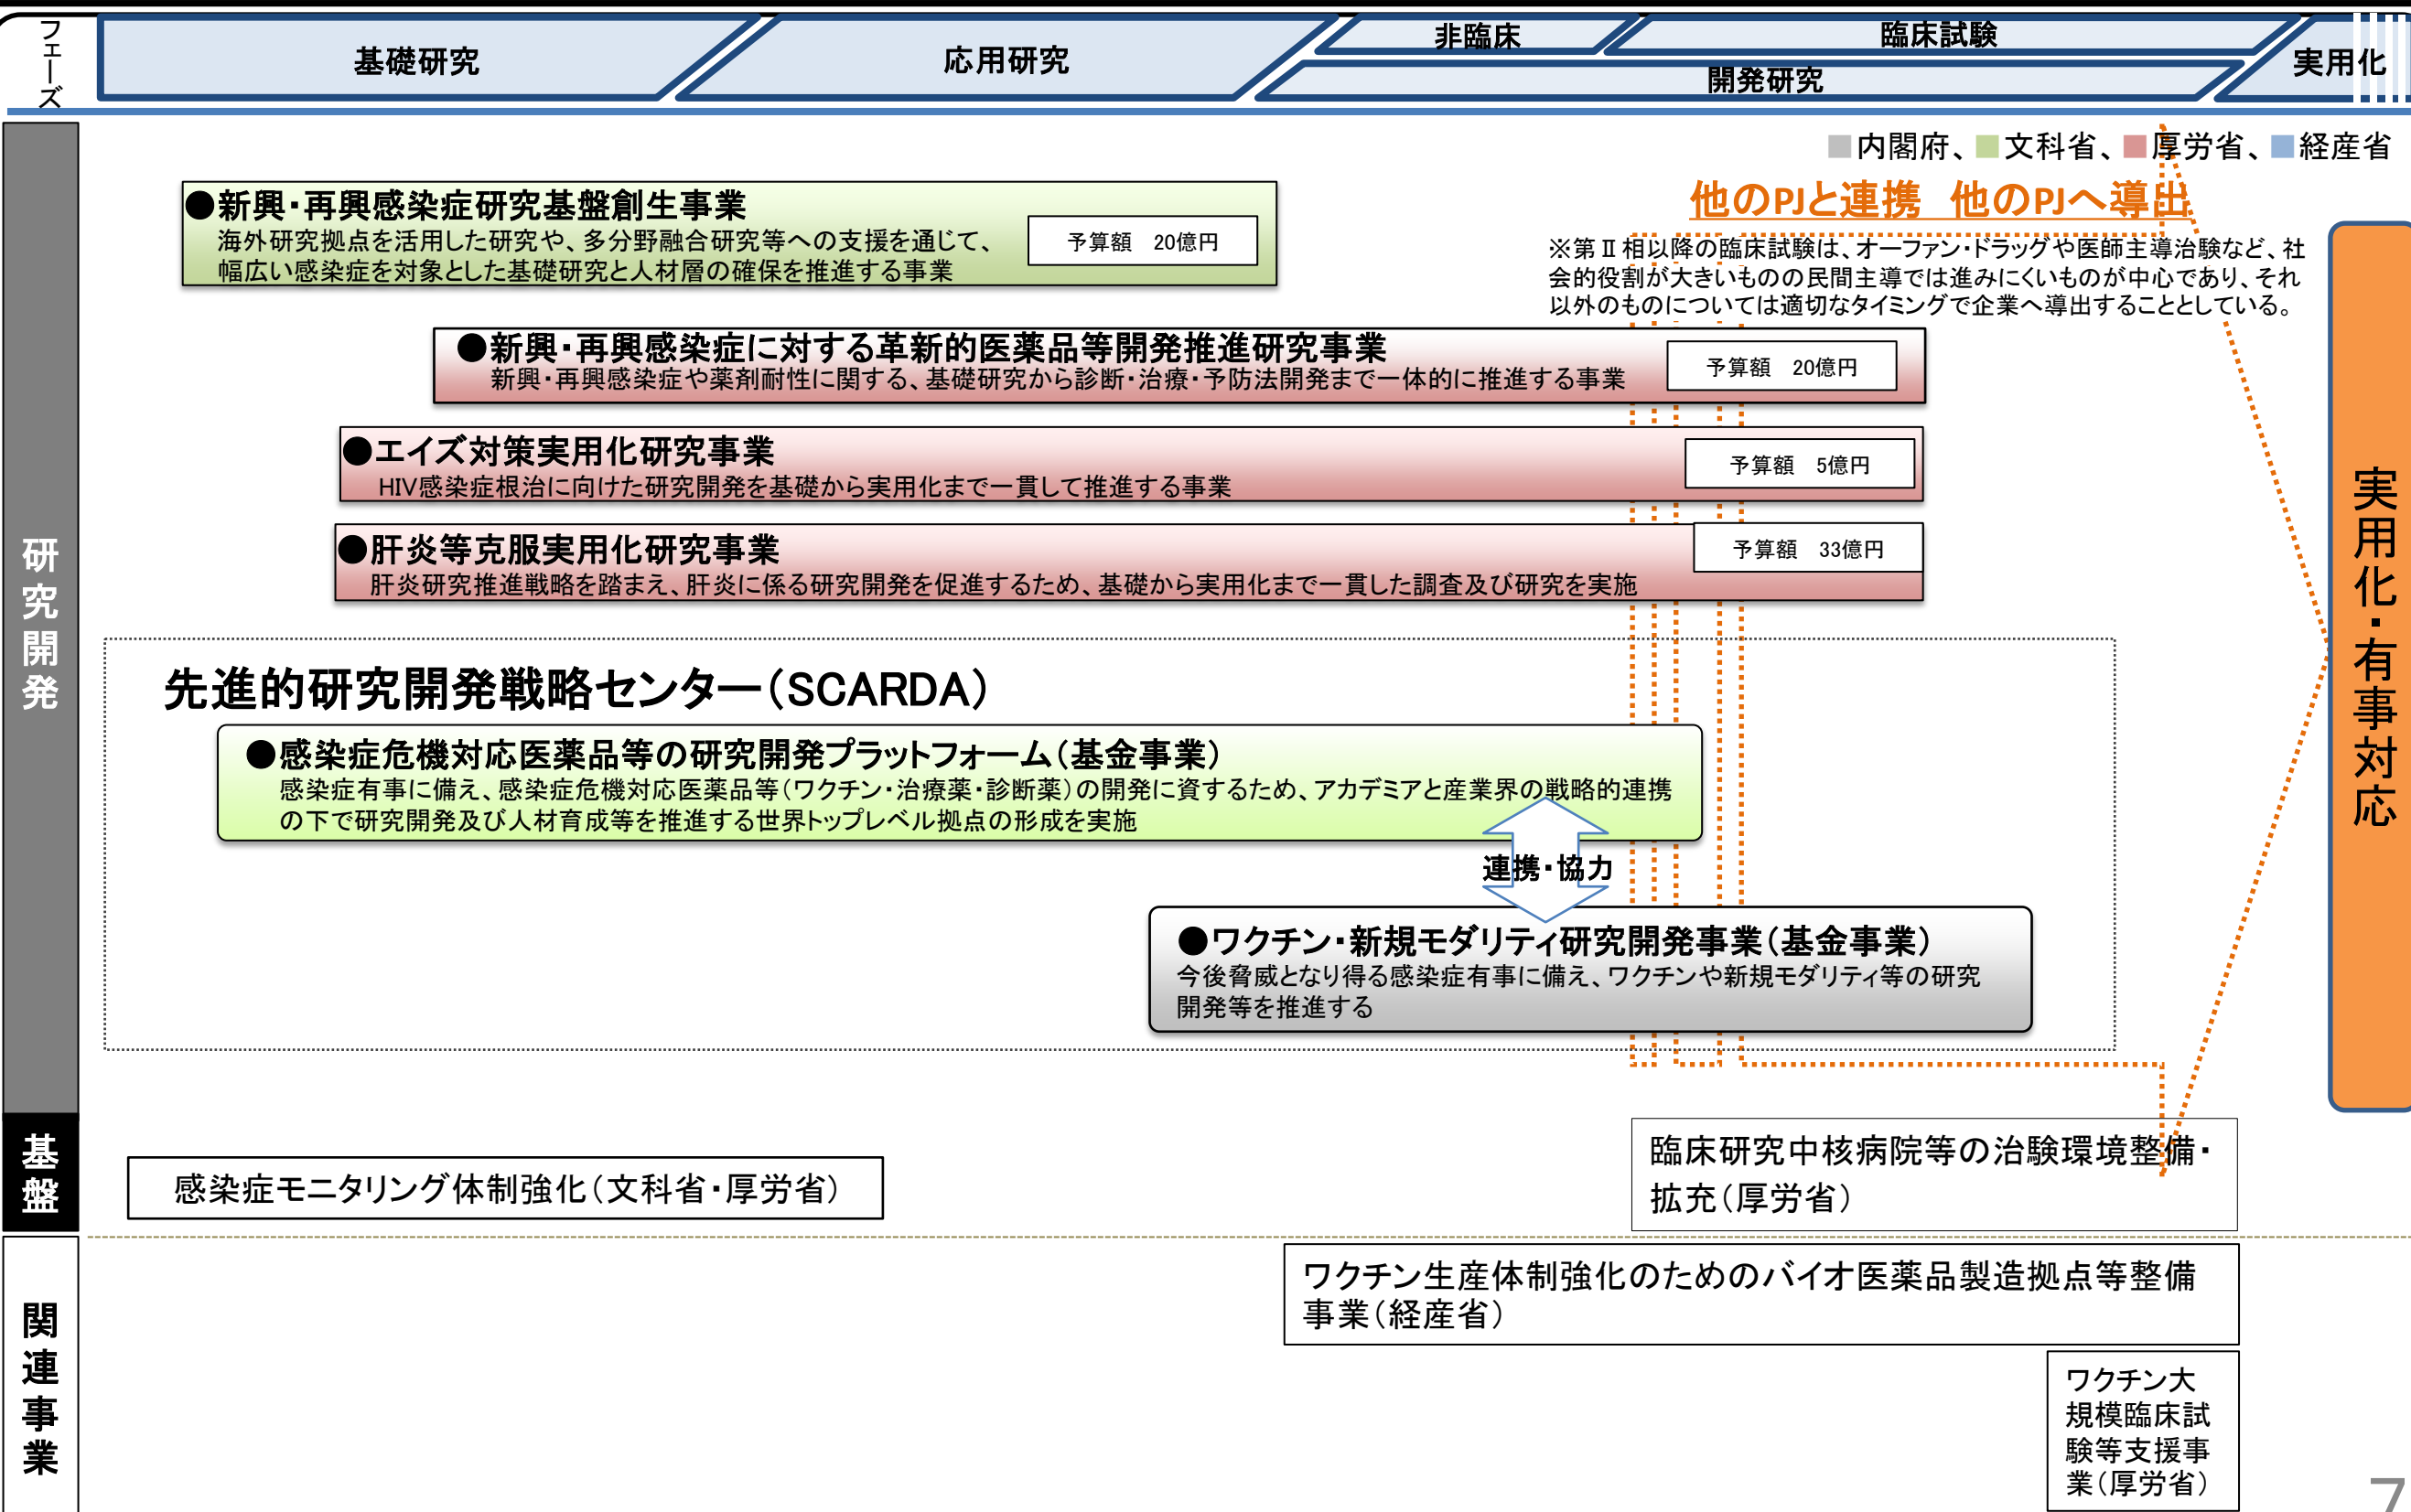 フェーズ
基礎研究
応用研究
非臨床
臨床試験
開発研究
実用化
■内閣府、■文科省、■厚労省、■経産省
研究開発
●新興・再興感染症研究基盤創生事業
海外研究拠点を活用した研究や、多分野融合研究等への支援を通じて、
幅広い感染症を対象とした基礎研究と人材層の確保を推進する事業
予算額　20億円
他のPJと連携　他のPJへ導出
※第Ⅱ相以降の臨床試験は、オーファン・ドラッグや医師主導治験など、社
会的役割が大きいものの民間主導では進みにくいものが中心であり、それ
以外のものについては適切なタイミングで企業へ導出することとしている。
●新興・再興感染症に対する革新的医薬品等開発推進研究事業
新興・再興感染症や薬剤耐性に関する、基礎研究から診断・治療・予防法開発まで一体的に推進する事業
予算額　20億円
●エイズ対策実用化研究事業
HIV感染症根治に向けた研究開発を基礎から実用化まで一貫して推進する事業
予算額　5億円
●肝炎等克服実用化研究事業
肝炎研究推進戦略を踏まえ、肝炎に係る研究開発を促進するため、基礎から実用化まで一貫した調査及び研究を実施
予算額　33億円
実用化・有事対応
先進的研究開発戦略センター（SCARDA）
●感染症危機対応医薬品等の研究開発プラットフォーム（基金事業）
感染症有事に備え、感染症危機対応医薬品等（ワクチン・治療薬・診断薬）の開発に資するため、アカデミアと産業界の戦略的連携
の下で研究開発及び人材育成等を推進する世界トップレベル拠点の形成を実施
連携・協力
●ワクチン・新規モダリティ研究開発事業（基金事業）
今後脅威となり得る感染症有事に備え、ワクチンや新規モダリティ等の研究
開発等を推進する
基盤
感染症モニタリング体制強化（文科省・厚労省）
臨床研究中核病院等の治験環境整備・
拡充（厚労省）
関連事業
ワクチン生産体制強化のためのバイオ医薬品製造拠点等整備
事業（経産省）
ワクチン大
規模臨床試
験等支援事
業（厚労省）
7